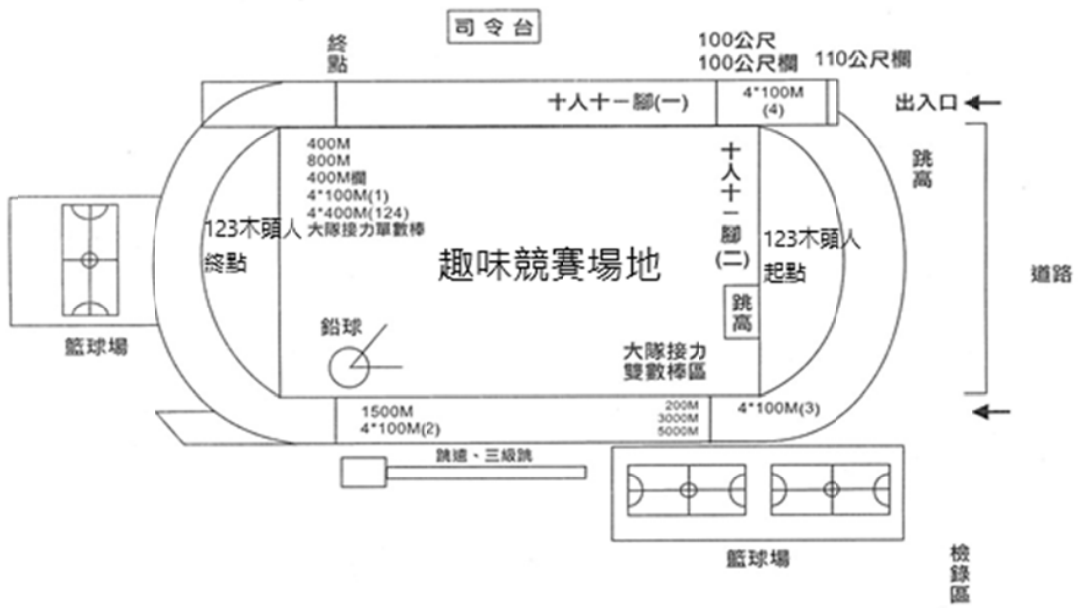 司令台
終點
100公尺
100公尺欄
110公尺欄
十人十一腳(一)
4*100M
(4)
出入口
400M
800M
400M欄
4*100M(1)
4*400M(124)
大隊接力單數棒
十人十一腳(二)
跳高
123木頭人
終點
趣味競賽場地
123木頭人
起點
道路
跳高
鉛球
籃球場
大隊接力
雙數棒區
1500M
4*100M(2)
200M
3000M
5000M
4*100M(3)
跳遠、三級跳
籃球場
檢錄區